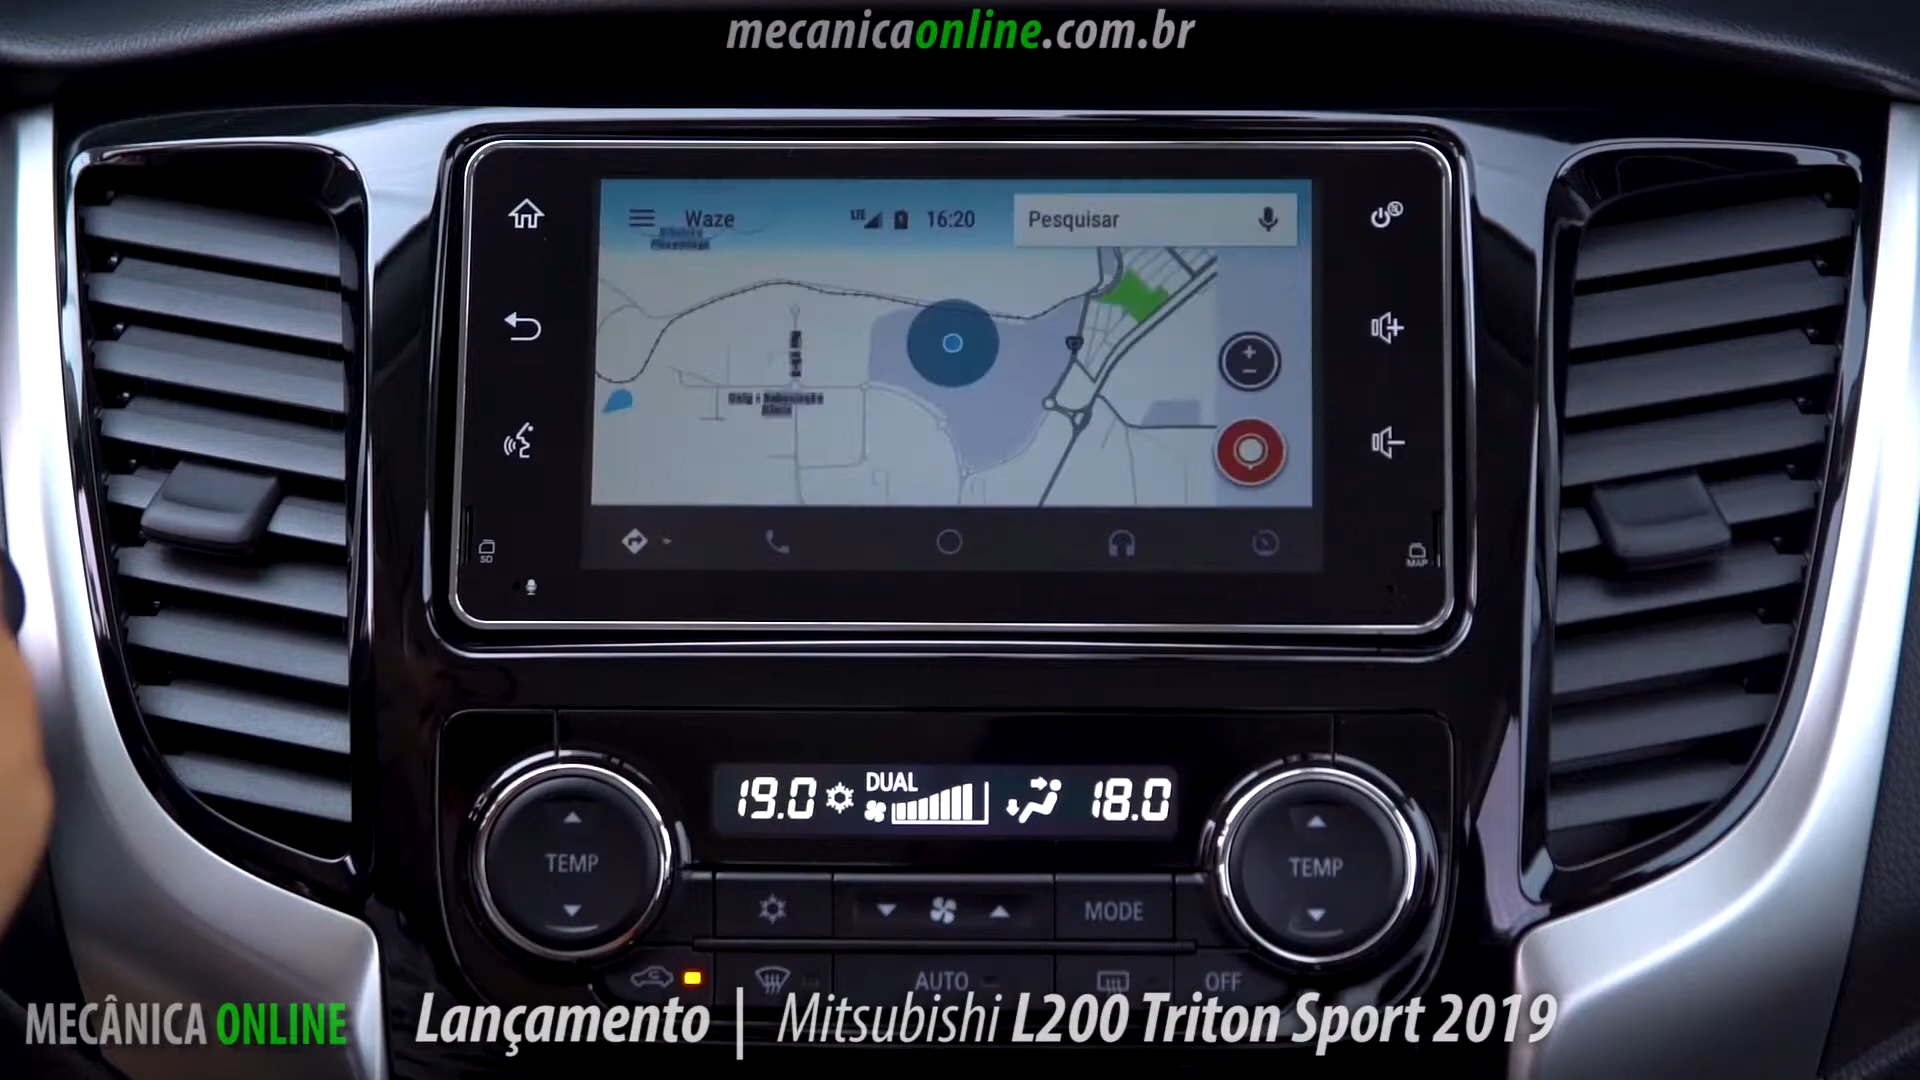 mecanicaonline.com.br
Waze
LTE
16:20
Pesquisar
SD
MAP
19.0
DUAL
18.0
TEMP
TEMP
MODE
AUTO
OFF
MECÂNICA ONLINE
Lançamento | Mitsubishi L200 Triton Sport 2019